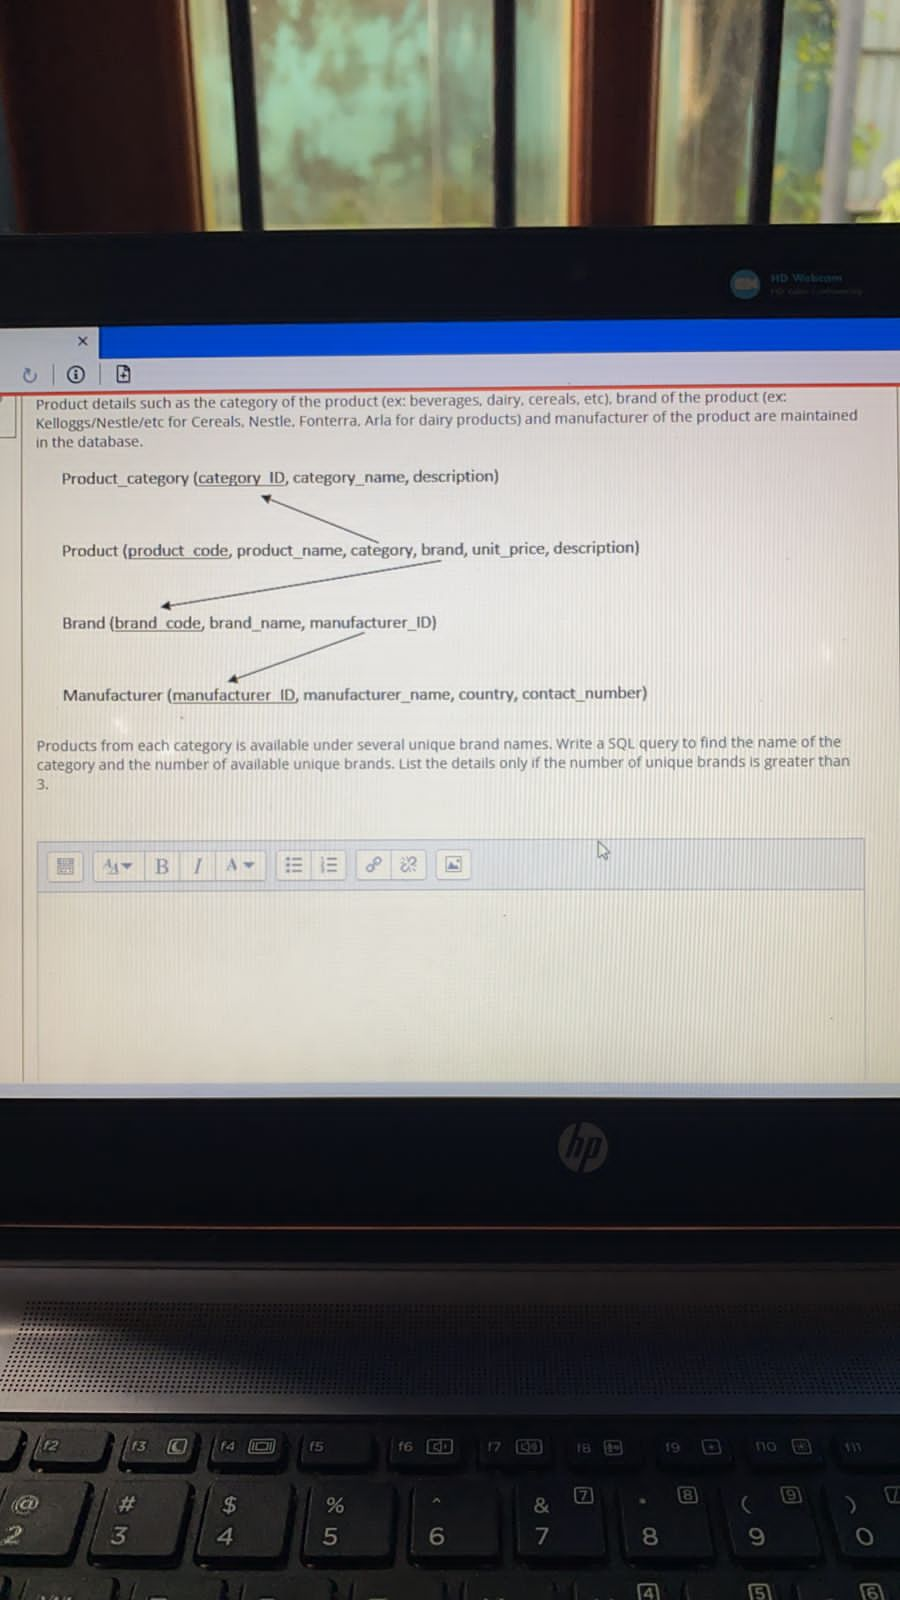 HD Webcam
Product details such as the category of the product (ex: beverages, dairy, cereals, etc), brand of the product (ex:
Kelloggs/Nestle/etc for Cereals, Nestle, Fonterra, Arla for dairy products) and manufacturer of the product are maintained
in the database.
Product_category (category_ID, category_name, description)
Product (product_code, product_name, category, brand, unit_price, description)
Brand (brand_code, brand_name, manufacturer_ID)
Manufacturer (manufacturer_ID, manufacturer_name, country, contact_number)
Products from each category is available under several unique brand names. Write a SQL query to find the name of the
category and the number of available unique brands. List the details only if the number of unique brands is greater than
3.
B I A
hp
f2 f3 f4 f5 f6 f7 f8 f9 f10 f11
@ # $ % ^ & 7 * 8 ( 9 )
2 3 4 5 6 7 8 9 0
4 5 6